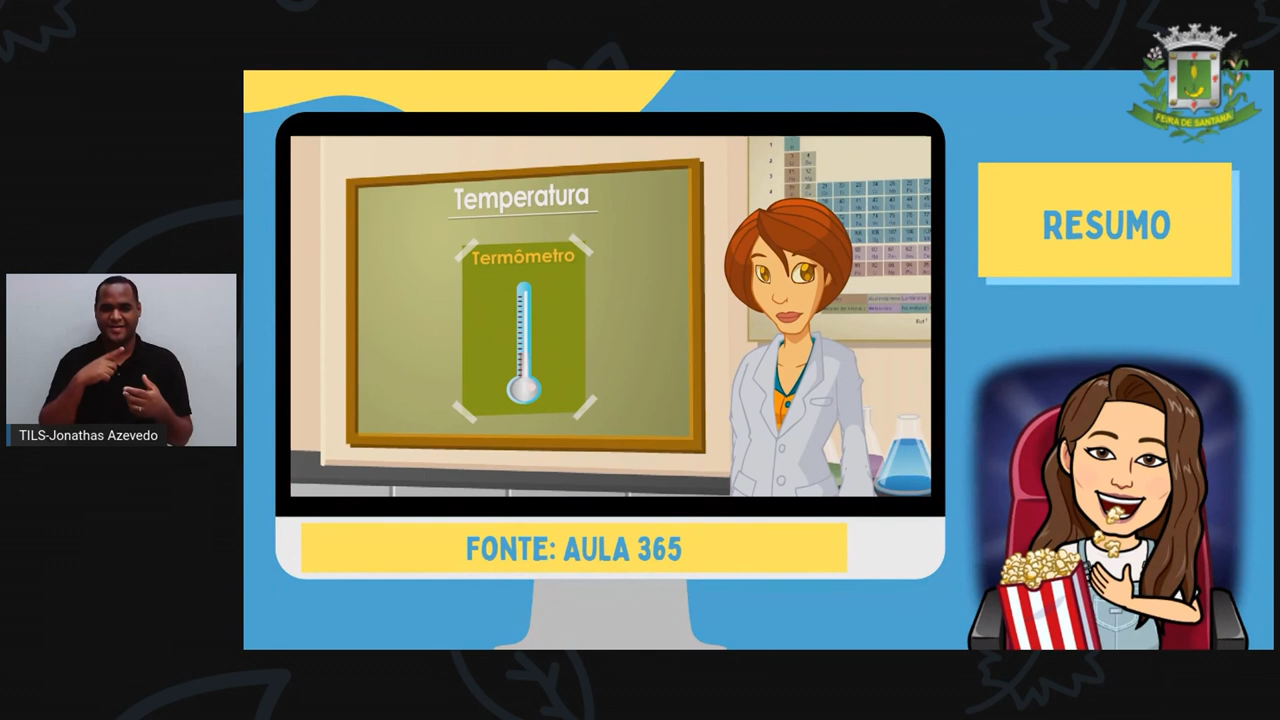 FEIRA DE SANTANA
Temperatura
Termômetro
RESUMO
TILS-Jonathas Azevedo
FONTE: AULA 365